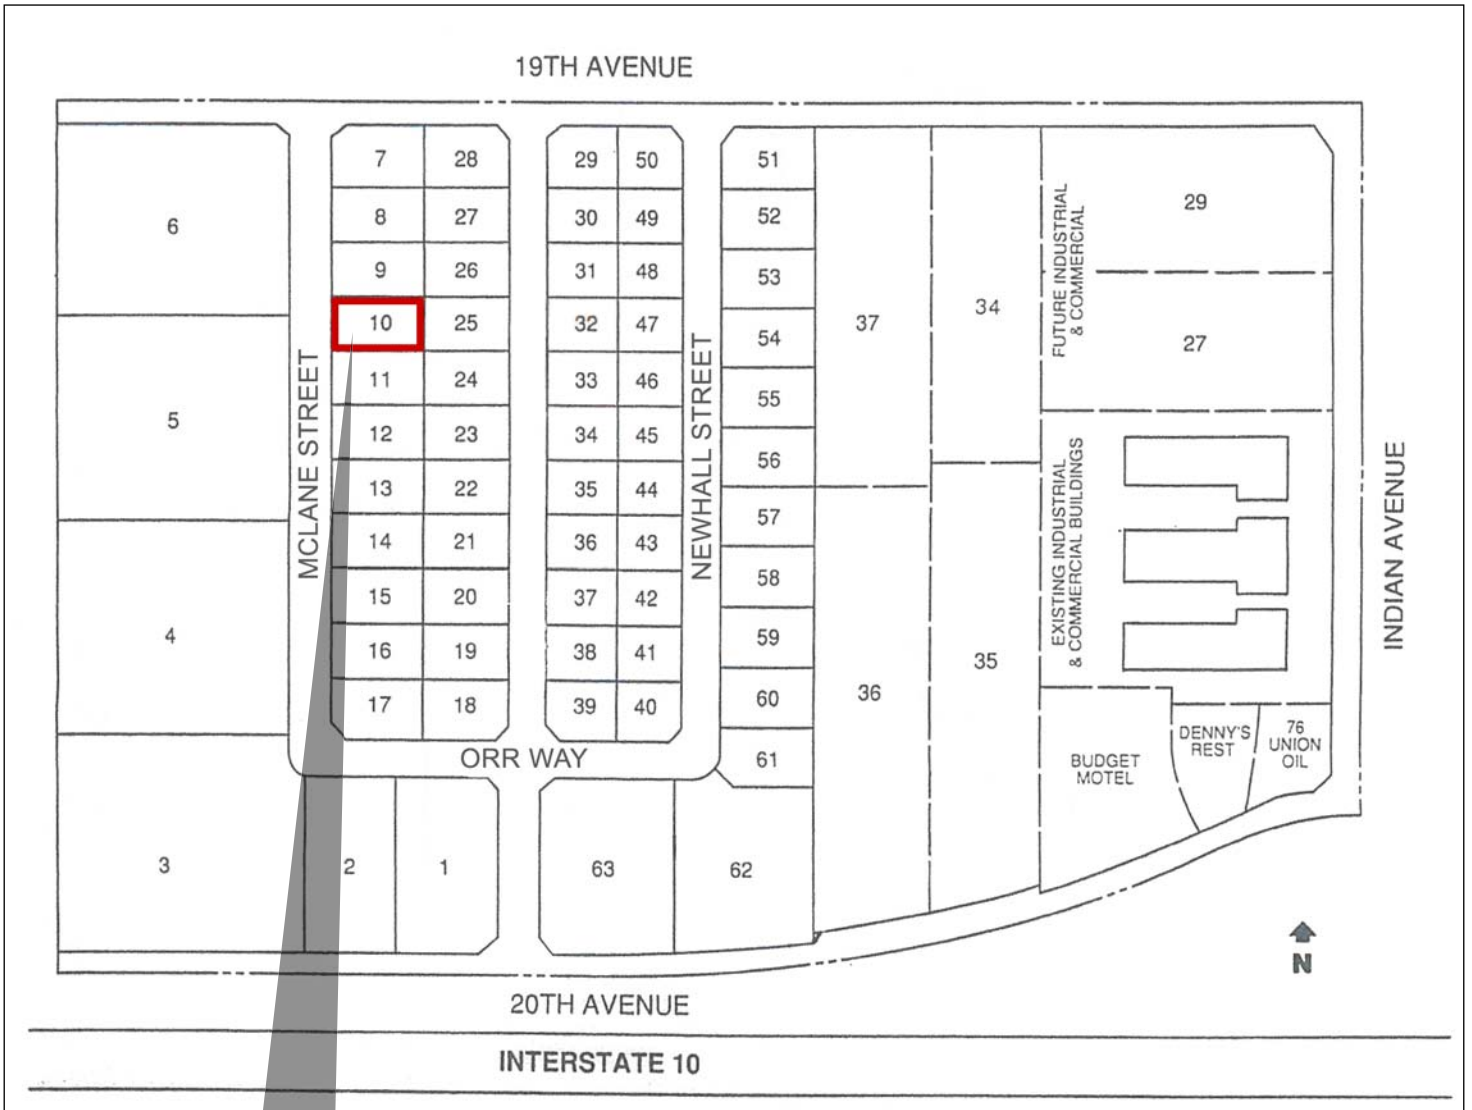 19TH AVENUE
7 28 29 50 51
6 8 27 30 49 52 29
9 26 31 48 53
10 25 32 47 54 37 34 27
11 24 33 46 55
5 12 23 34 45 56
13 22 35 44 57
14 21 36 43 58
15 20 37 42 59
4 16 19 38 41 60 36 35
17 18 39 40 61
MCLANE STREET
NEWHALL STREET
FUTURE INDUSTRIAL
& COMMERCIAL
EXISTING INDUSTRIAL
& COMMERCIAL BUILDINGS
INDIAN AVENUE
ORR WAY
BUDGET
MOTEL
DENNY'S
REST
76
UNION
OIL
3 2 1 63 62
N
20TH AVENUE
INTERSTATE 10